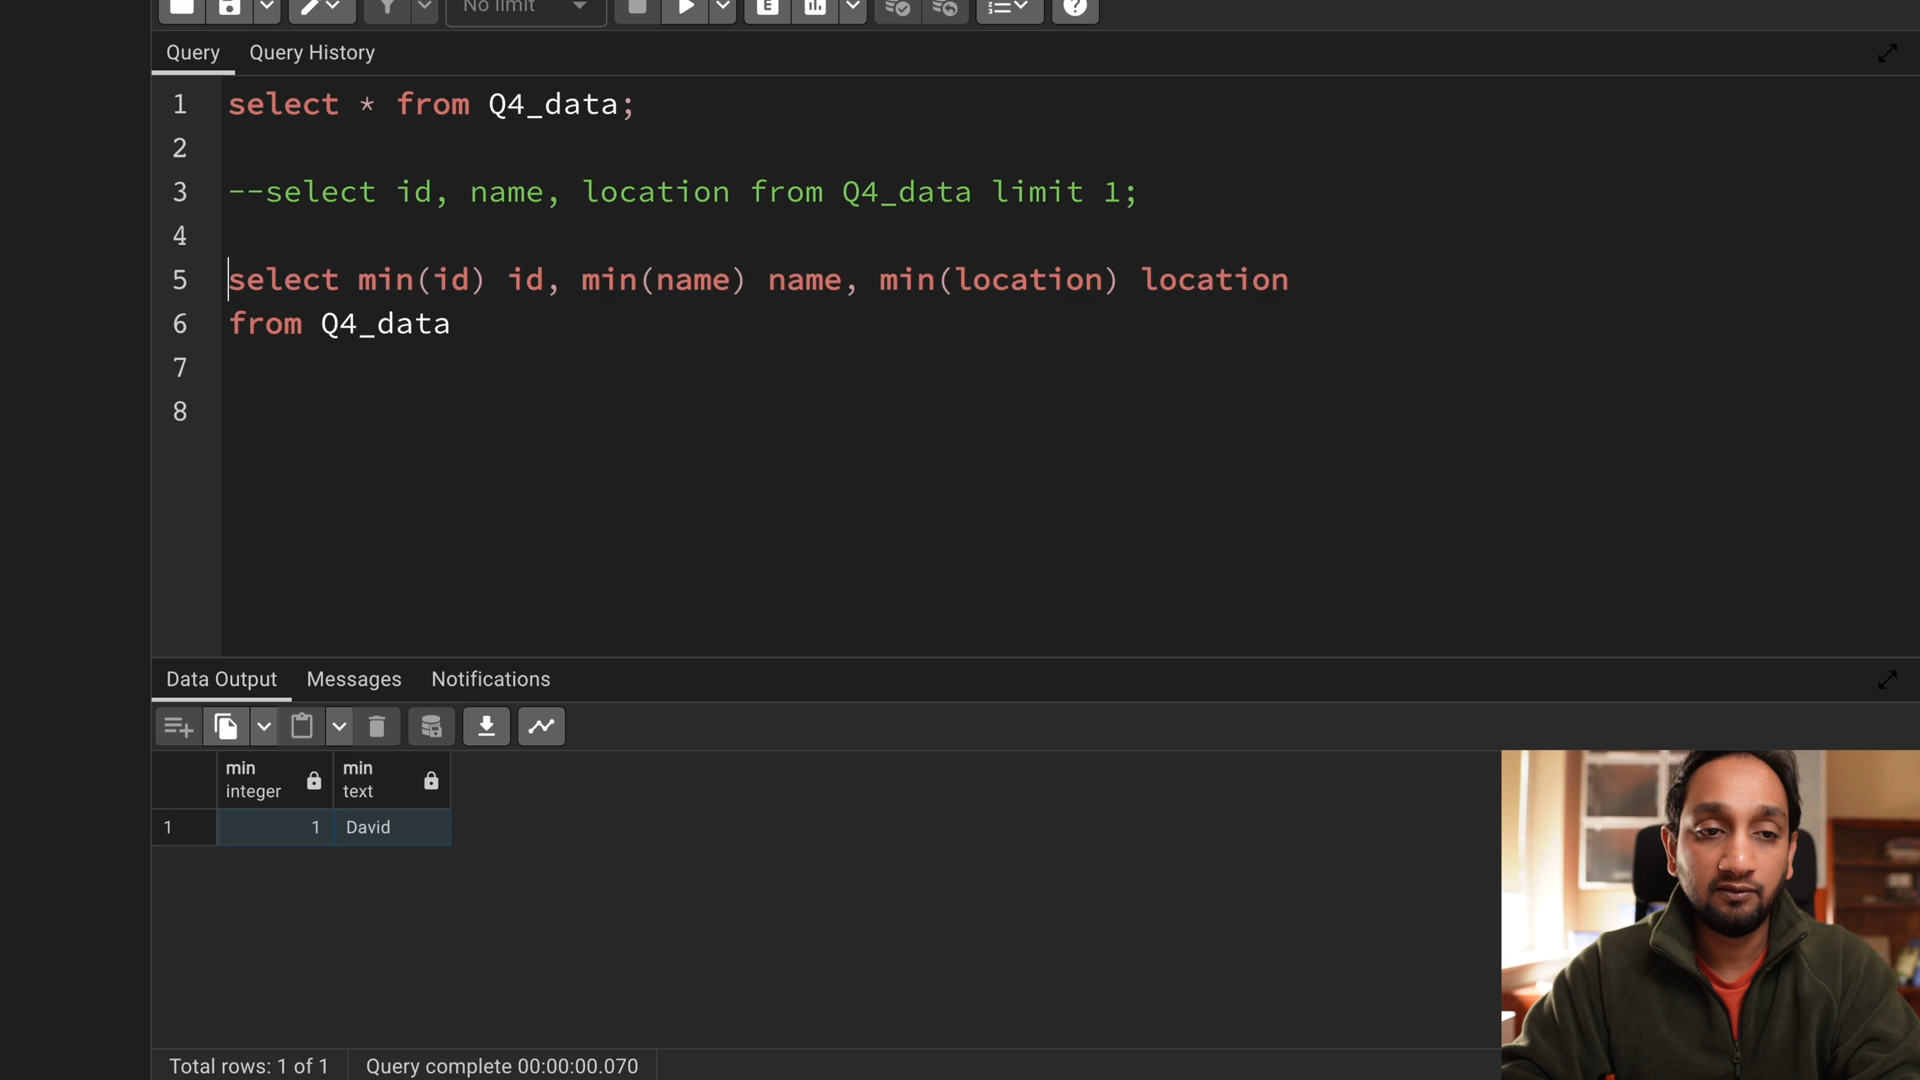 No limit
E
Query Query History
1 select * from Q4_data;
2
3 --select id, name, location from Q4_data limit 1;
4
5 select min(id) id, min(name) name, min(location) location
6 from Q4_data
7
8
Data Output Messages Notifications
min min
integer text
1 1 David
Total rows: 1 of 1 Query complete 00:00:00.070